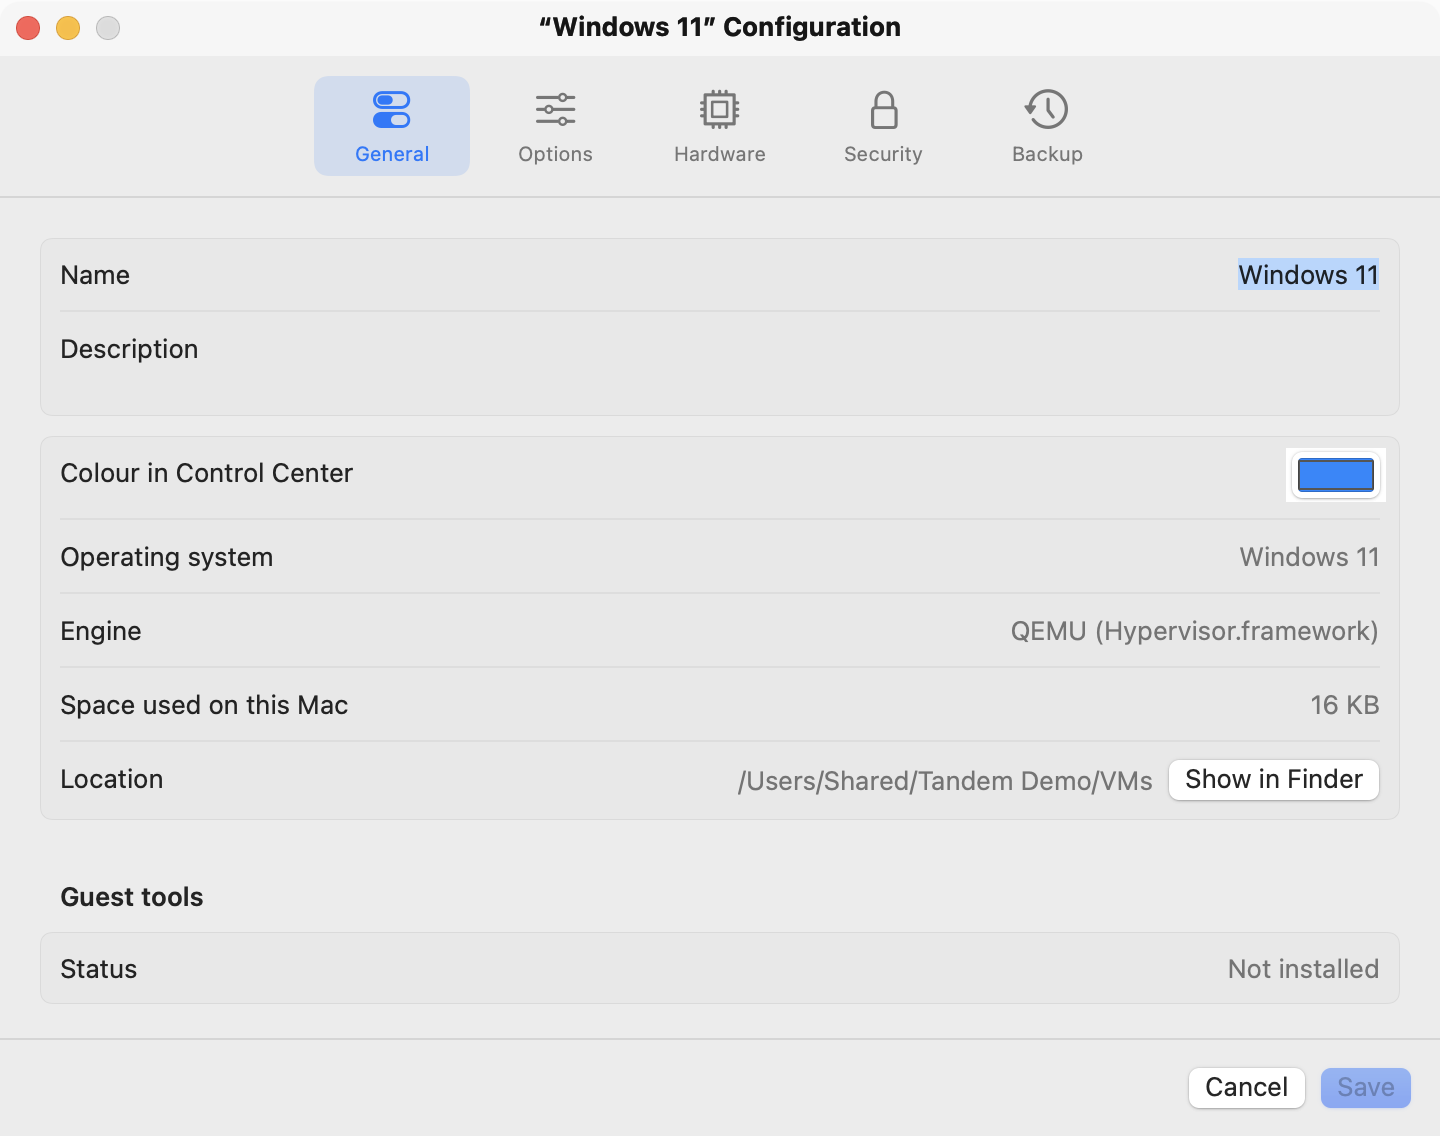 “Windows 11” Configuration
General
Options
Hardware
Security
Backup
Name
Windows 11
Description
Colour in Control Center
Operating system
Windows 11
Engine
QEMU (Hypervisor.framework)
Space used on this Mac
16 KB
Location
/Users/Shared/Tandem Demo/VMs
Show in Finder
Guest tools
Status
Not installed
Cancel
Save